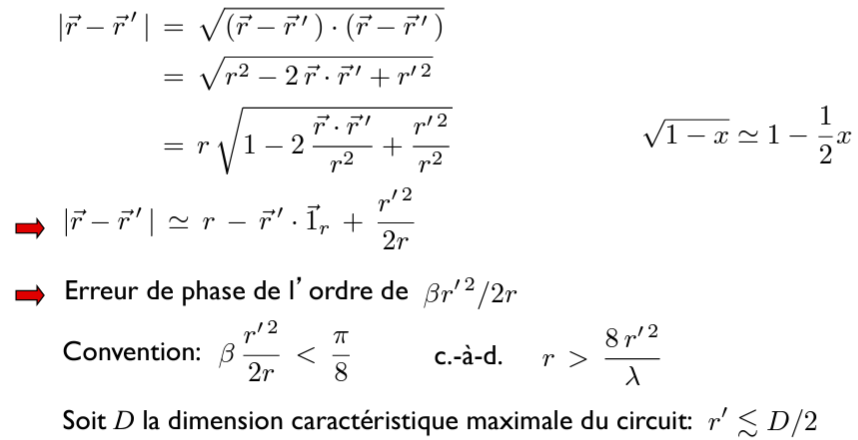 |r⃗ − r⃗ ′| = √((r⃗ − r⃗ ′) · (r⃗ − r⃗ ′))
= √(r² − 2 r⃗ · r⃗ ′ + r′²)
= r √(1 − 2 (r⃗ · r⃗ ′)/r² + r′²/r²) √(1 − x) ≃ 1 − (1/2)x
|r⃗ − r⃗ ′| ≃ r − r⃗ ′ · 1⃗ᵣ + r′²/2r
Erreur de phase de l’ordre de βr′²/2r
Convention: β r′²/2r < π/8 c.-à-d. r > 8 r′²/λ
Soit D la dimension caractéristique maximale du circuit: r′ ≲ D/2